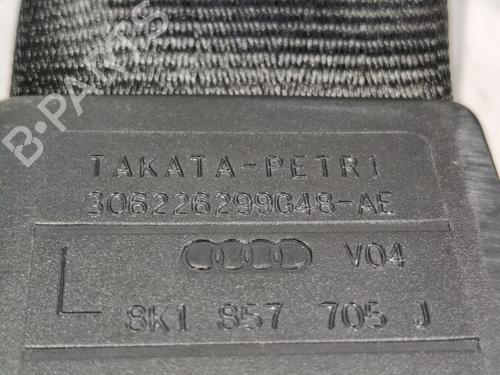 B-PARTS
TAKATA-PETRI
306226299G48-AE
V04
L
8K1 857 705 J